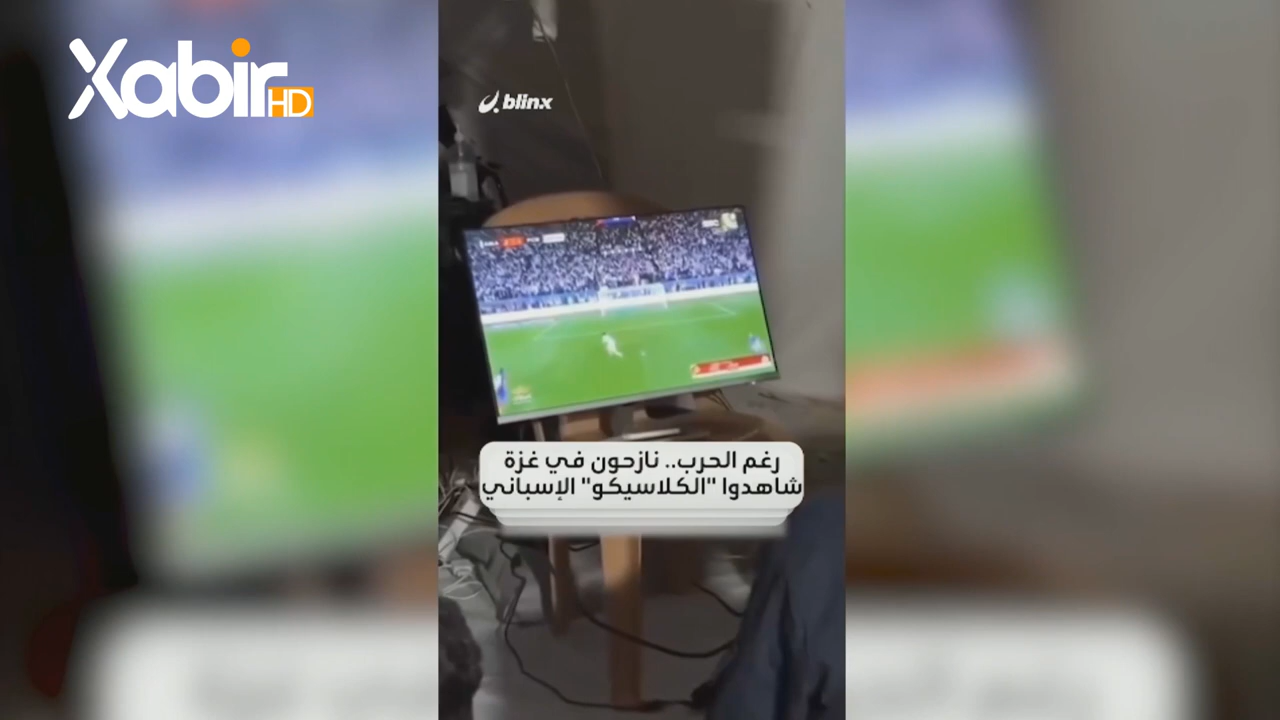 Xabir
HD
blinx
رغم الحرب.. نازحون في غزة
شاهدوا "الكلاسيكو" الإسباني